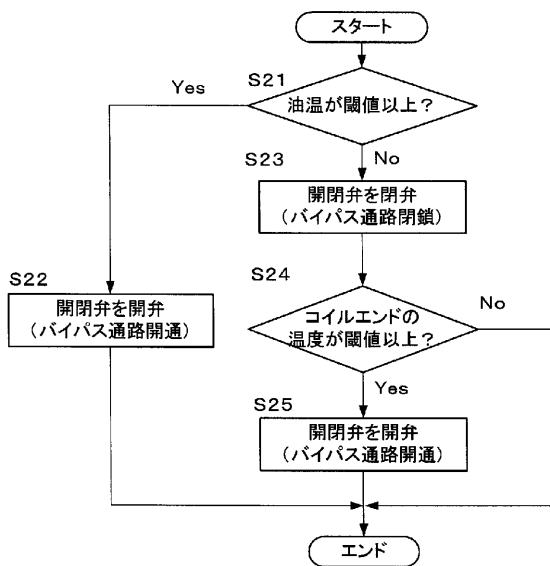 スタート
S21
Yes
油温が閾値以上?
S23
No
開閉弁を閉弁
(バイパス通路閉鎖)
S22
開閉弁を開弁
(バイパス通路開通)
S24
No
コイルエンドの
温度が閾値以上?
Yes
S25
開閉弁を開弁
(バイパス通路開通)
エンド